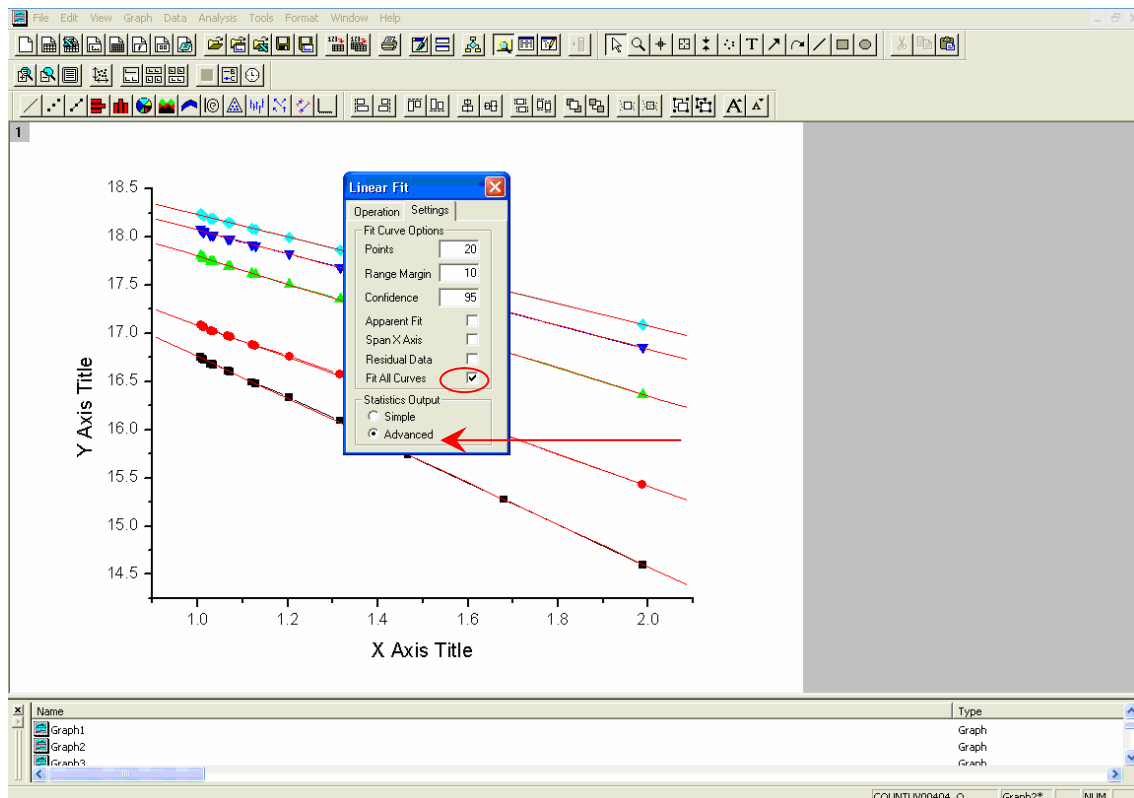 File Edit View Graph Data Analysis Tools Format Window Help
1
Linear Fit
Operation Settings
Fit Curve Options
Points 20
Range Margin 10
Confidence 95
Apparent Fit
Span X Axis
Residual Data
Fit All Curves
Statistics Output
Simple
Advanced
18.5
18.0
17.5
17.0
16.5
16.0
15.5
15.0
14.5
Y Axis Title
1.0 1.2 1.4 1.6 1.8 2.0
X Axis Title
Name Type
Graph1 Graph
Graph2 Graph
Graph3 Graph
Graph2* NUM